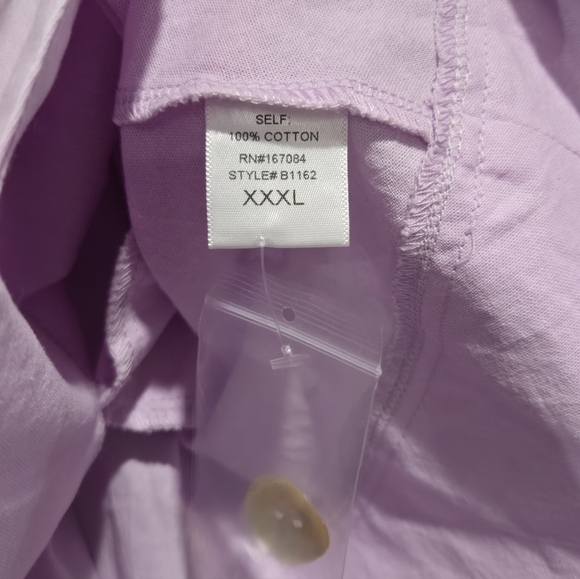 SELF:
100% COTTON
RN#167084
STYLE# B1162
XXXL